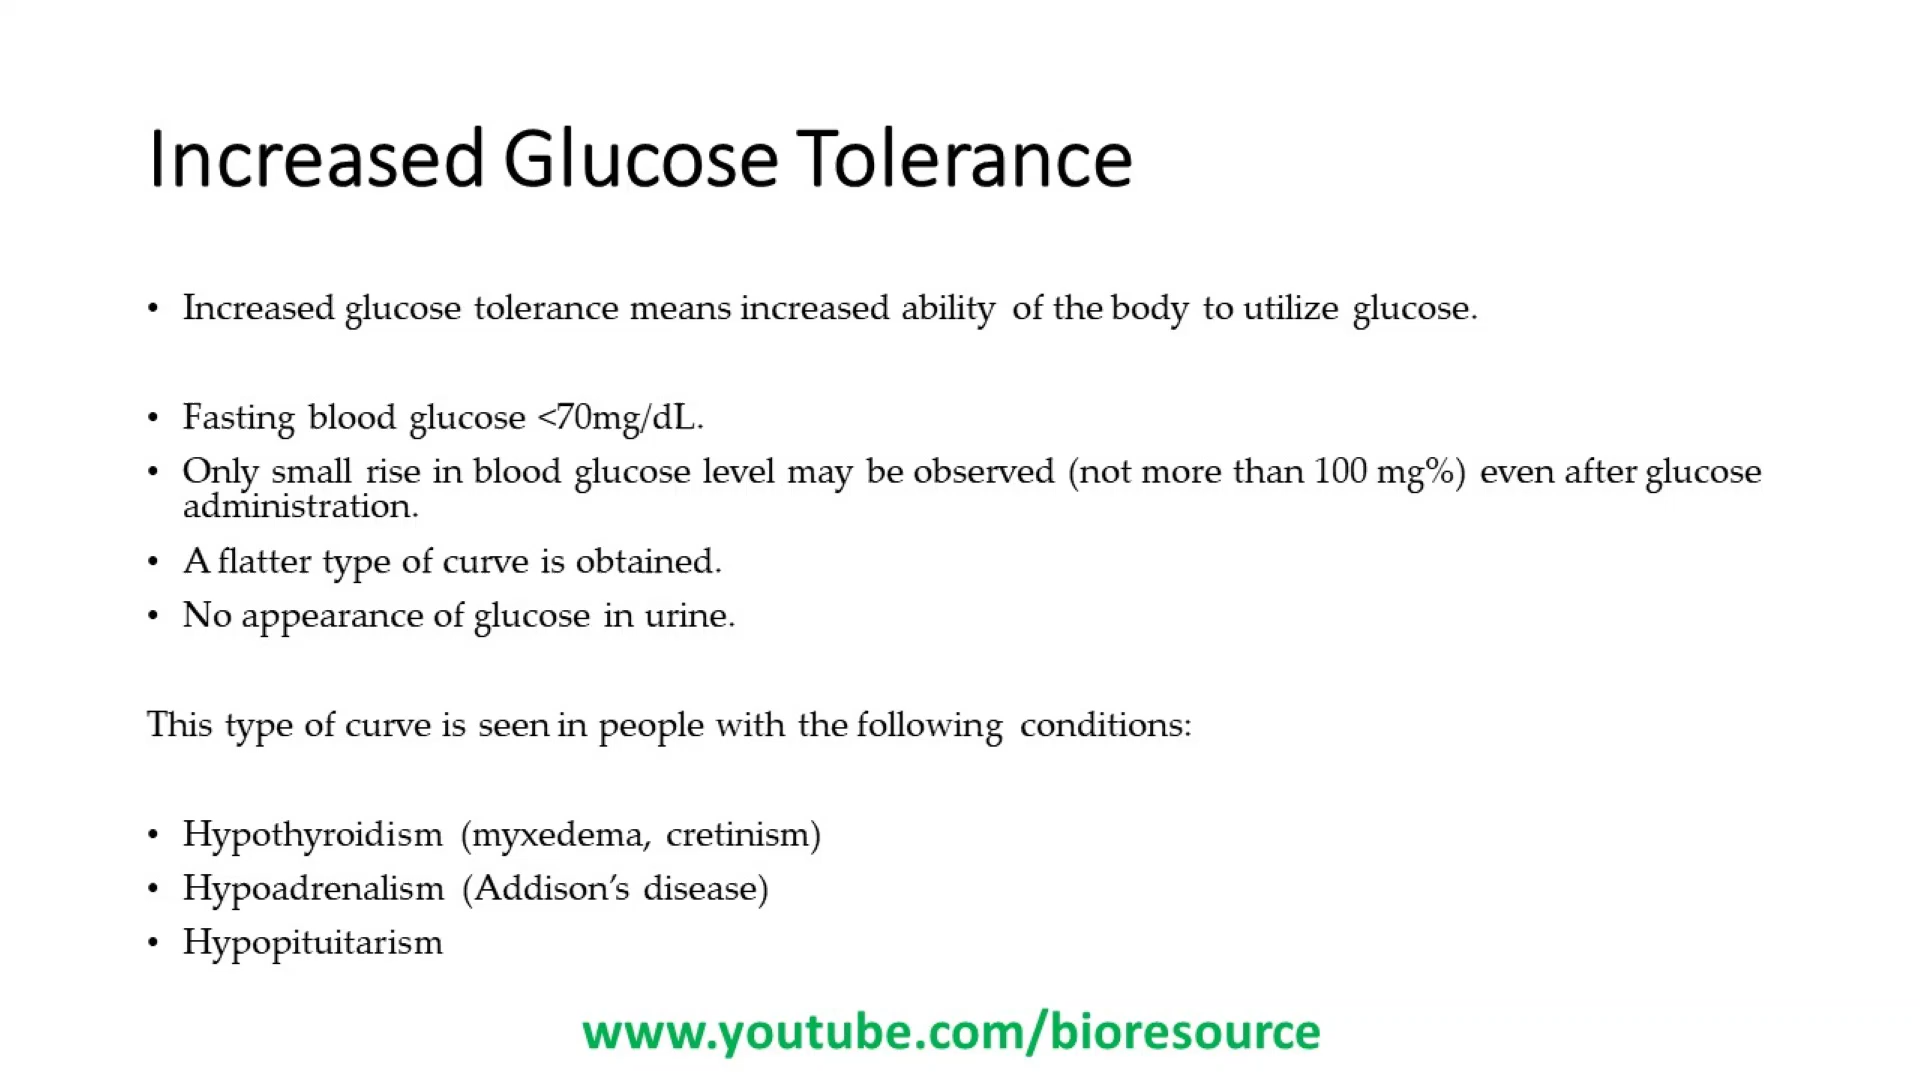 Increased Glucose Tolerance
• Increased glucose tolerance means increased ability of the body to utilize glucose.
• Fasting blood glucose <70mg/dL.
• Only small rise in blood glucose level may be observed (not more than 100 mg%) even after glucose
administration.
• A flatter type of curve is obtained.
• No appearance of glucose in urine.
This type of curve is seen in people with the following conditions:
• Hypothyroidism (myxedema, cretinism)
• Hypoadrenalism (Addison’s disease)
• Hypopituitarism
www.youtube.com/bioresource